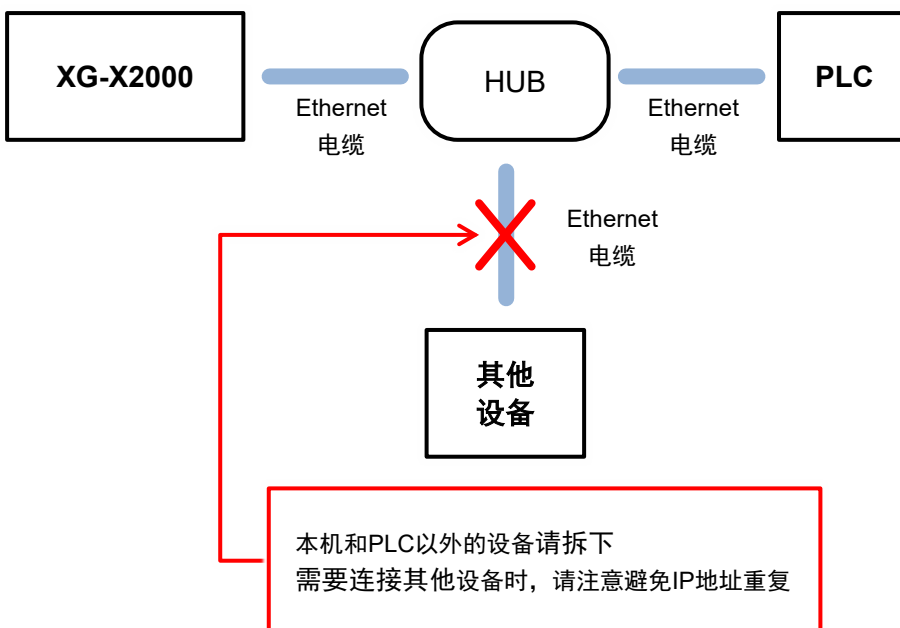 XG-X2000
HUB
PLC
Ethernet
电缆
Ethernet
电缆
Ethernet
电缆
其他
设备
本机和PLC以外的设备请拆下
需要连接其他设备时，请注意避免IP地址重复